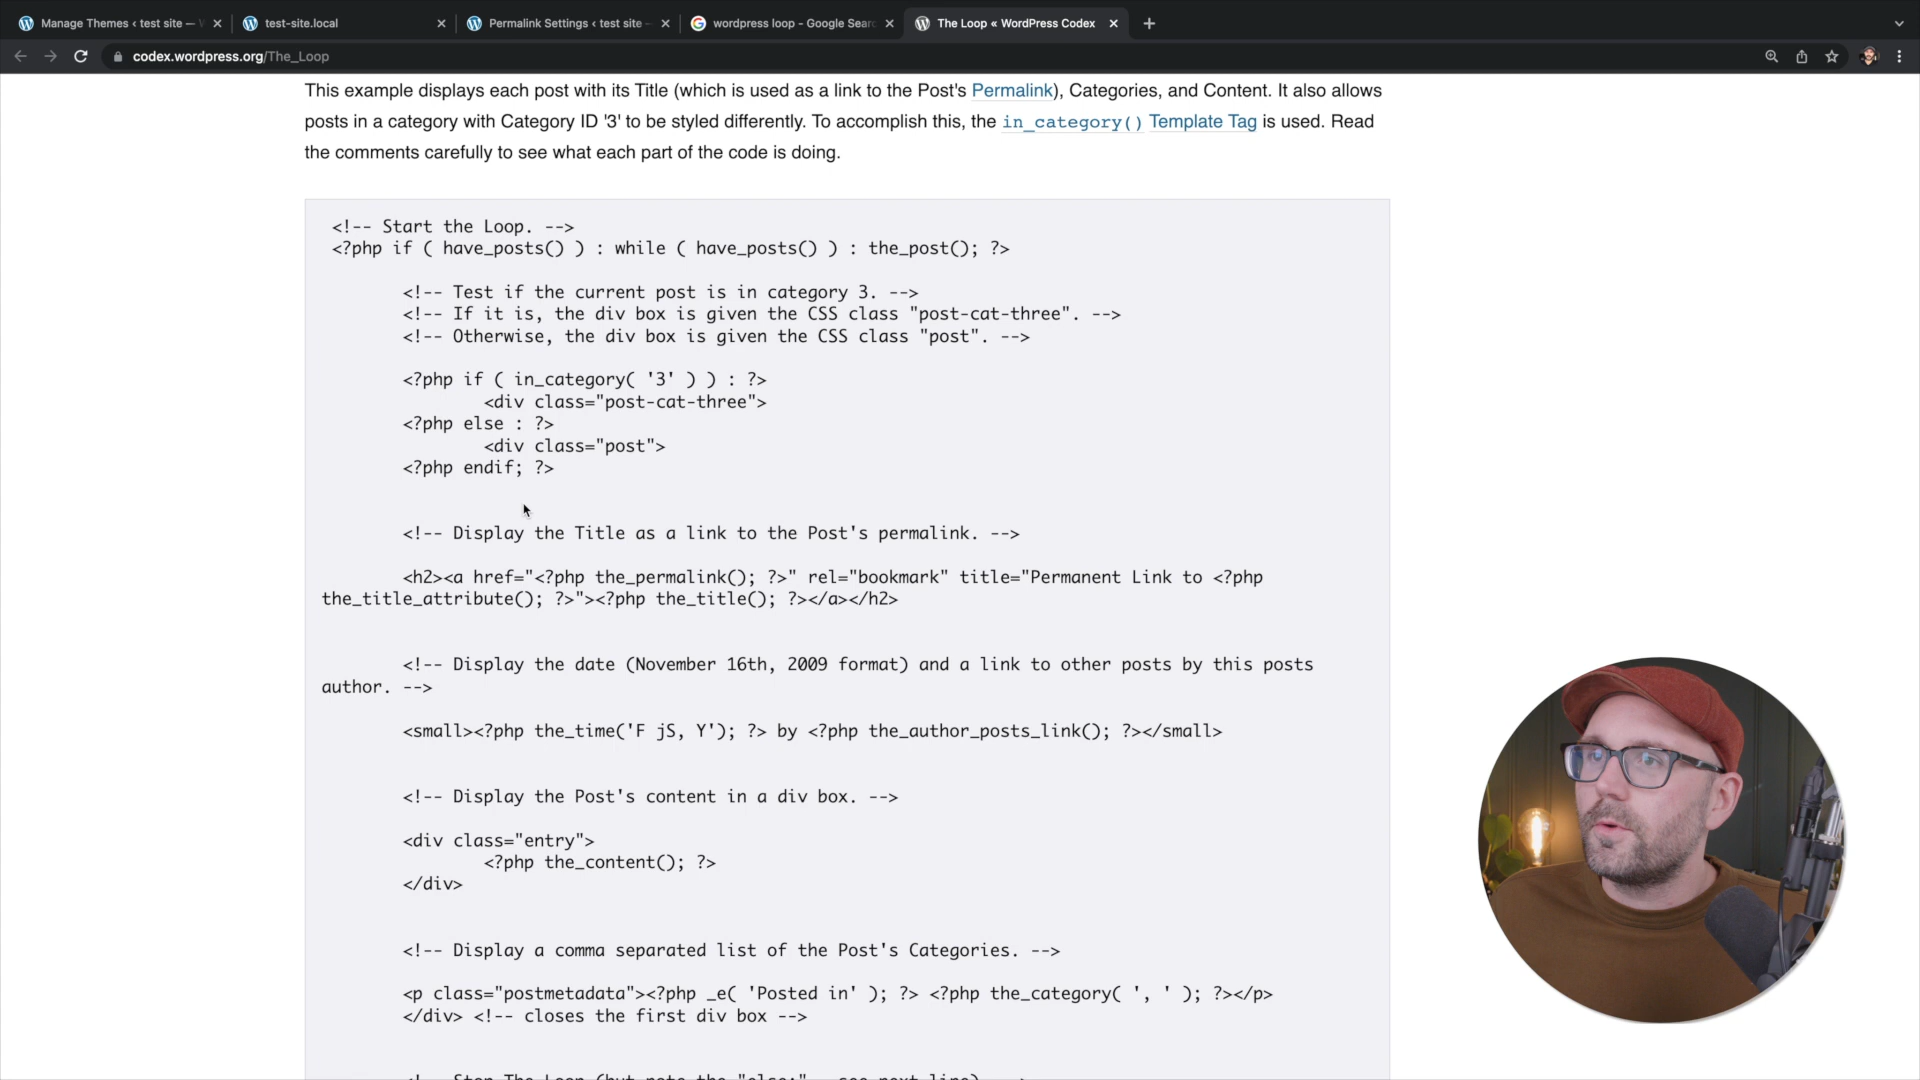 Manage Themes ‹ test site —
test-site.local
Permalink Settings ‹ test site
wordpress loop - Google Sear
The Loop « WordPress Codex
codex.wordpress.org/The_Loop
This example displays each post with its Title (which is used as a link to the Post's Permalink), Categories, and Content. It also allows
posts in a category with Category ID '3' to be styled differently. To accomplish this, the in_category() Template Tag is used. Read
the comments carefully to see what each part of the code is doing.
<!-- Start the Loop. -->
<?php if ( have_posts() ) : while ( have_posts() ) : the_post(); ?>
<!-- Test if the current post is in category 3. -->
<!-- If it is, the div box is given the CSS class "post-cat-three". -->
<!-- Otherwise, the div box is given the CSS class "post". -->
<?php if ( in_category( '3' ) ) : ?>
<div class="post-cat-three">
<?php else : ?>
<div class="post">
<?php endif; ?>
<!-- Display the Title as a link to the Post's permalink. -->
<h2><a href="<?php the_permalink(); ?>" rel="bookmark" title="Permanent Link to <?php
the_title_attribute(); ?>"><?php the_title(); ?></a></h2>
<!-- Display the date (November 16th, 2009 format) and a link to other posts by this posts
author. -->
<small><?php the_time('F jS, Y'); ?> by <?php the_author_posts_link(); ?></small>
<!-- Display the Post's content in a div box. -->
<div class="entry">
<?php the_content(); ?>
</div>
<!-- Display a comma separated list of the Post's Categories. -->
<p class="postmetadata"><?php _e( 'Posted in' ); ?> <?php the_category( ', ' ); ?></p>
</div> <!-- closes the first div box -->
<!-- Stop The Loop (but note the "else:" - see next line). -->